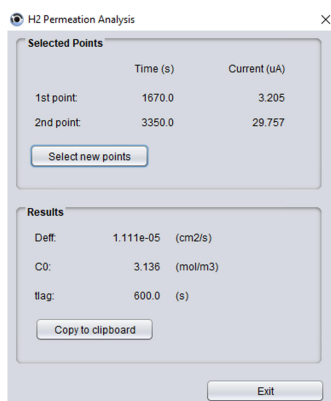 H2 Permeation Analysis
Selected Points
Time (s) Current (uA)
1st point: 1670.0 3.205
2nd point: 3350.0 29.757
Select new points
Results
Deff: 1.111e-05 (cm2/s)
C0: 3.136 (mol/m3)
tlag: 600.0 (s)
Copy to clipboard
Exit